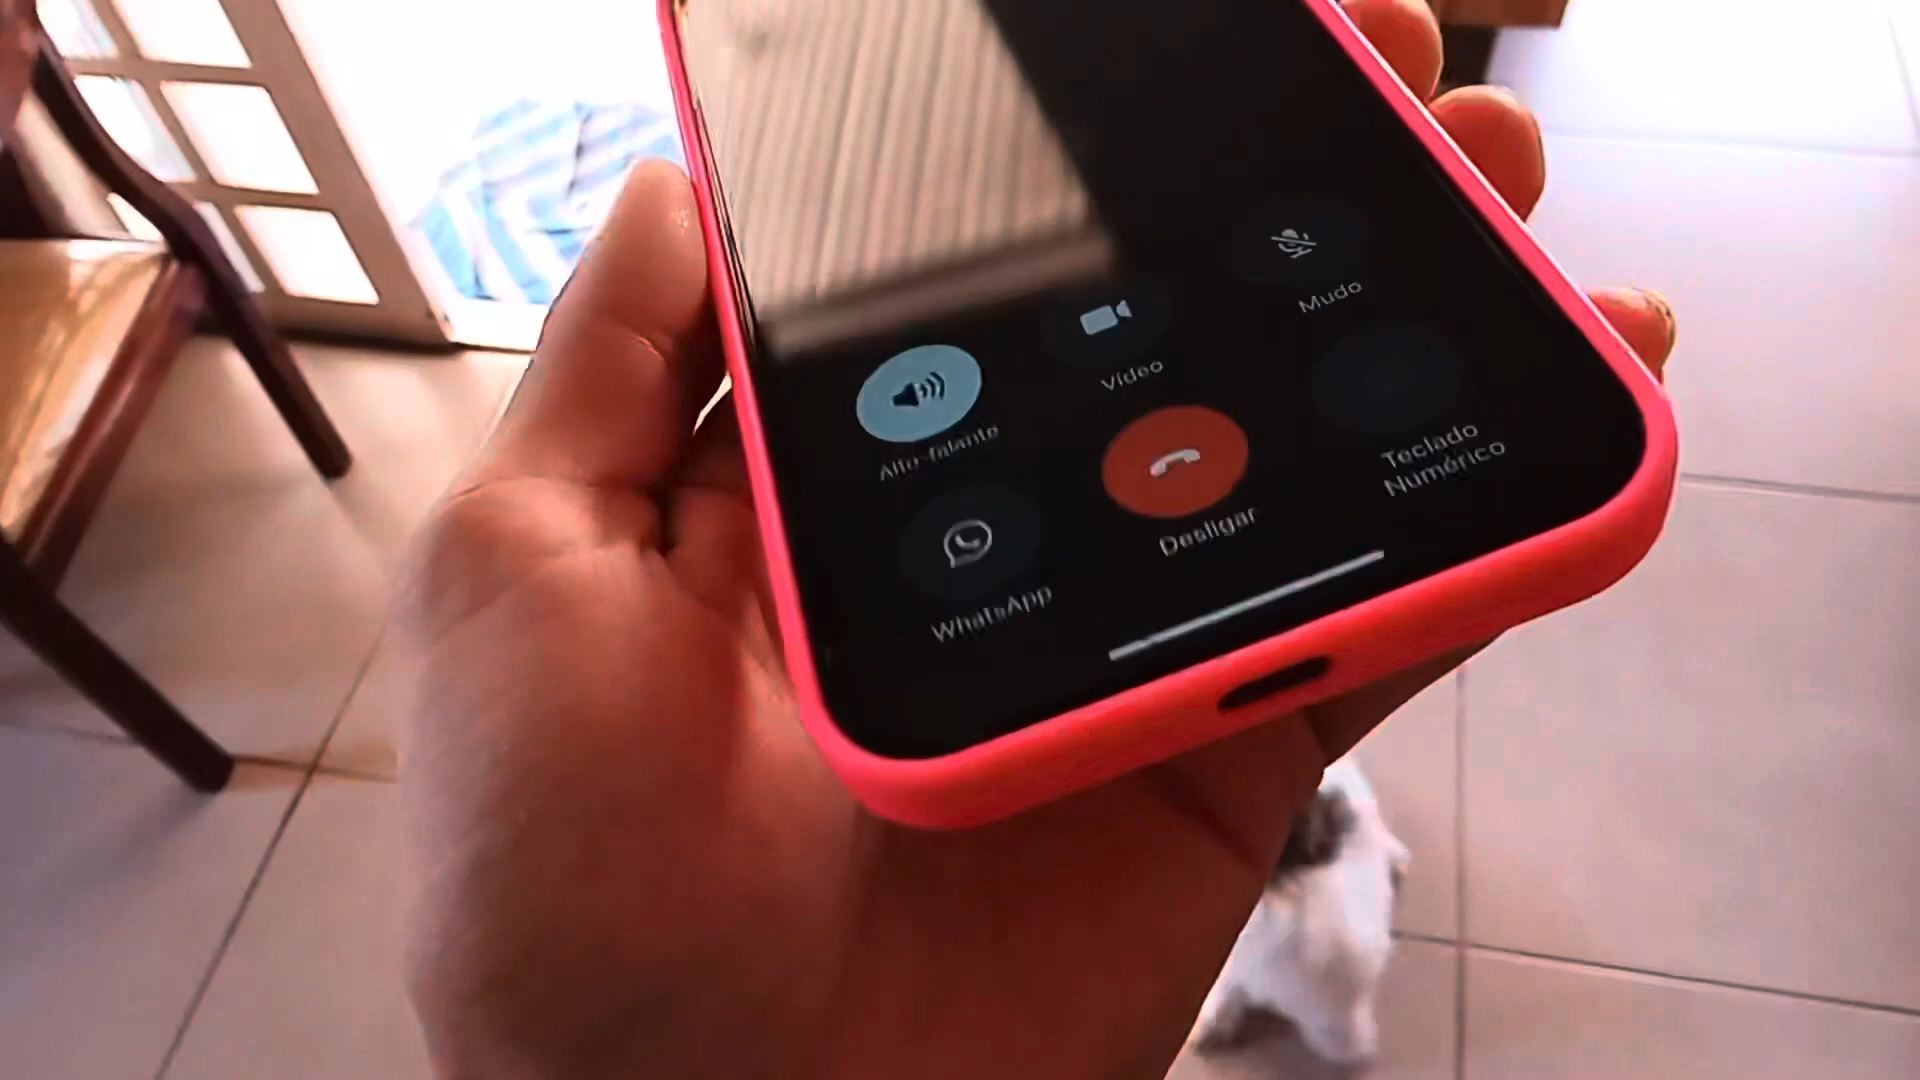 Mudo
Vídeo
Alto-falante
Teclado
Numérico
Desligar
WhatsApp